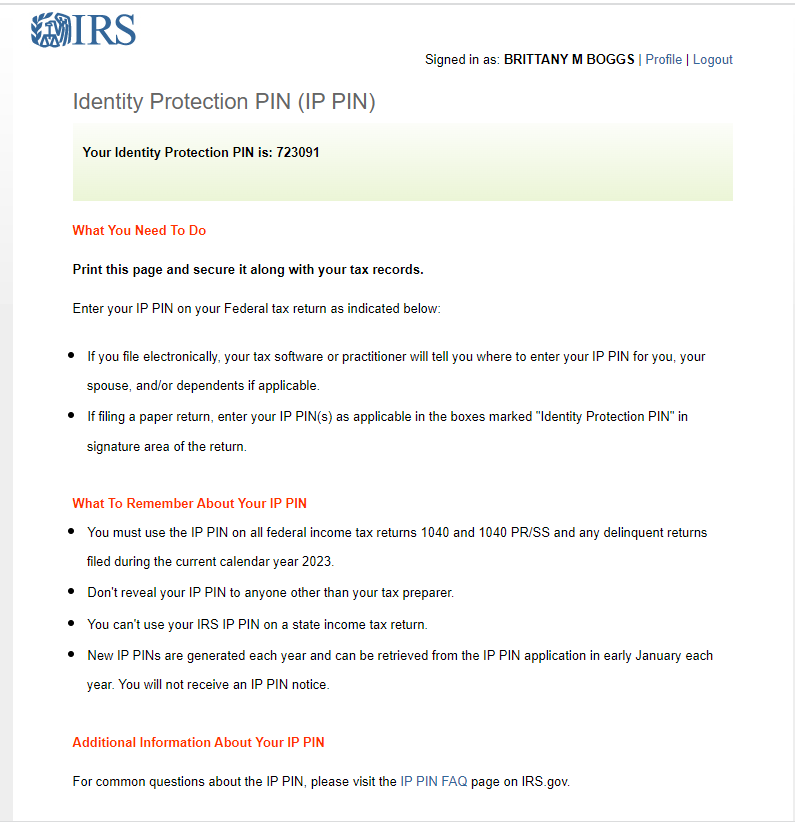 IRS
Signed in as: BRITTANY M BOGGS | Profile | Logout
Identity Protection PIN (IP PIN)
Your Identity Protection PIN is: 723091
What You Need To Do
Print this page and secure it along with your tax records.
Enter your IP PIN on your Federal tax return as indicated below:
• If you file electronically, your tax software or practitioner will tell you where to enter your IP PIN for you, your
spouse, and/or dependents if applicable.
• If filing a paper return, enter your IP PIN(s) as applicable in the boxes marked "Identity Protection PIN" in
signature area of the return.
What To Remember About Your IP PIN
• You must use the IP PIN on all federal income tax returns 1040 and 1040 PR/SS and any delinquent returns
filed during the current calendar year 2023.
• Don't reveal your IP PIN to anyone other than your tax preparer.
• You can't use your IRS IP PIN on a state income tax return.
• New IP PINs are generated each year and can be retrieved from the IP PIN application in early January each
year. You will not receive an IP PIN notice.
Additional Information About Your IP PIN
For common questions about the IP PIN, please visit the IP PIN FAQ page on IRS.gov.